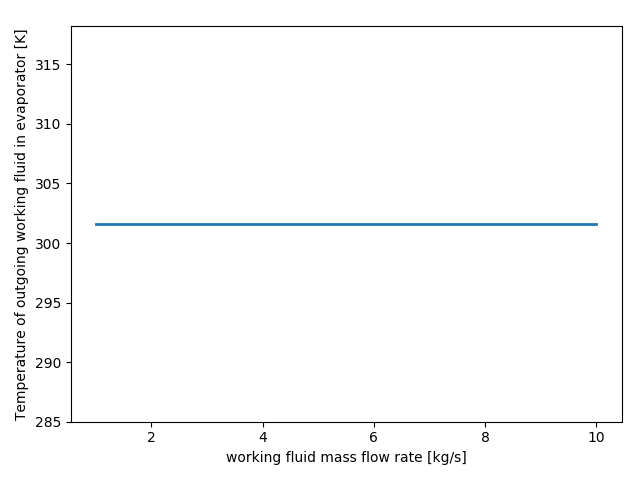 Temperature of outgoing working fluid in evaporator [K]
315
310
305
300
295
290
285
2 4 6 8 10
working fluid mass flow rate [kg/s]